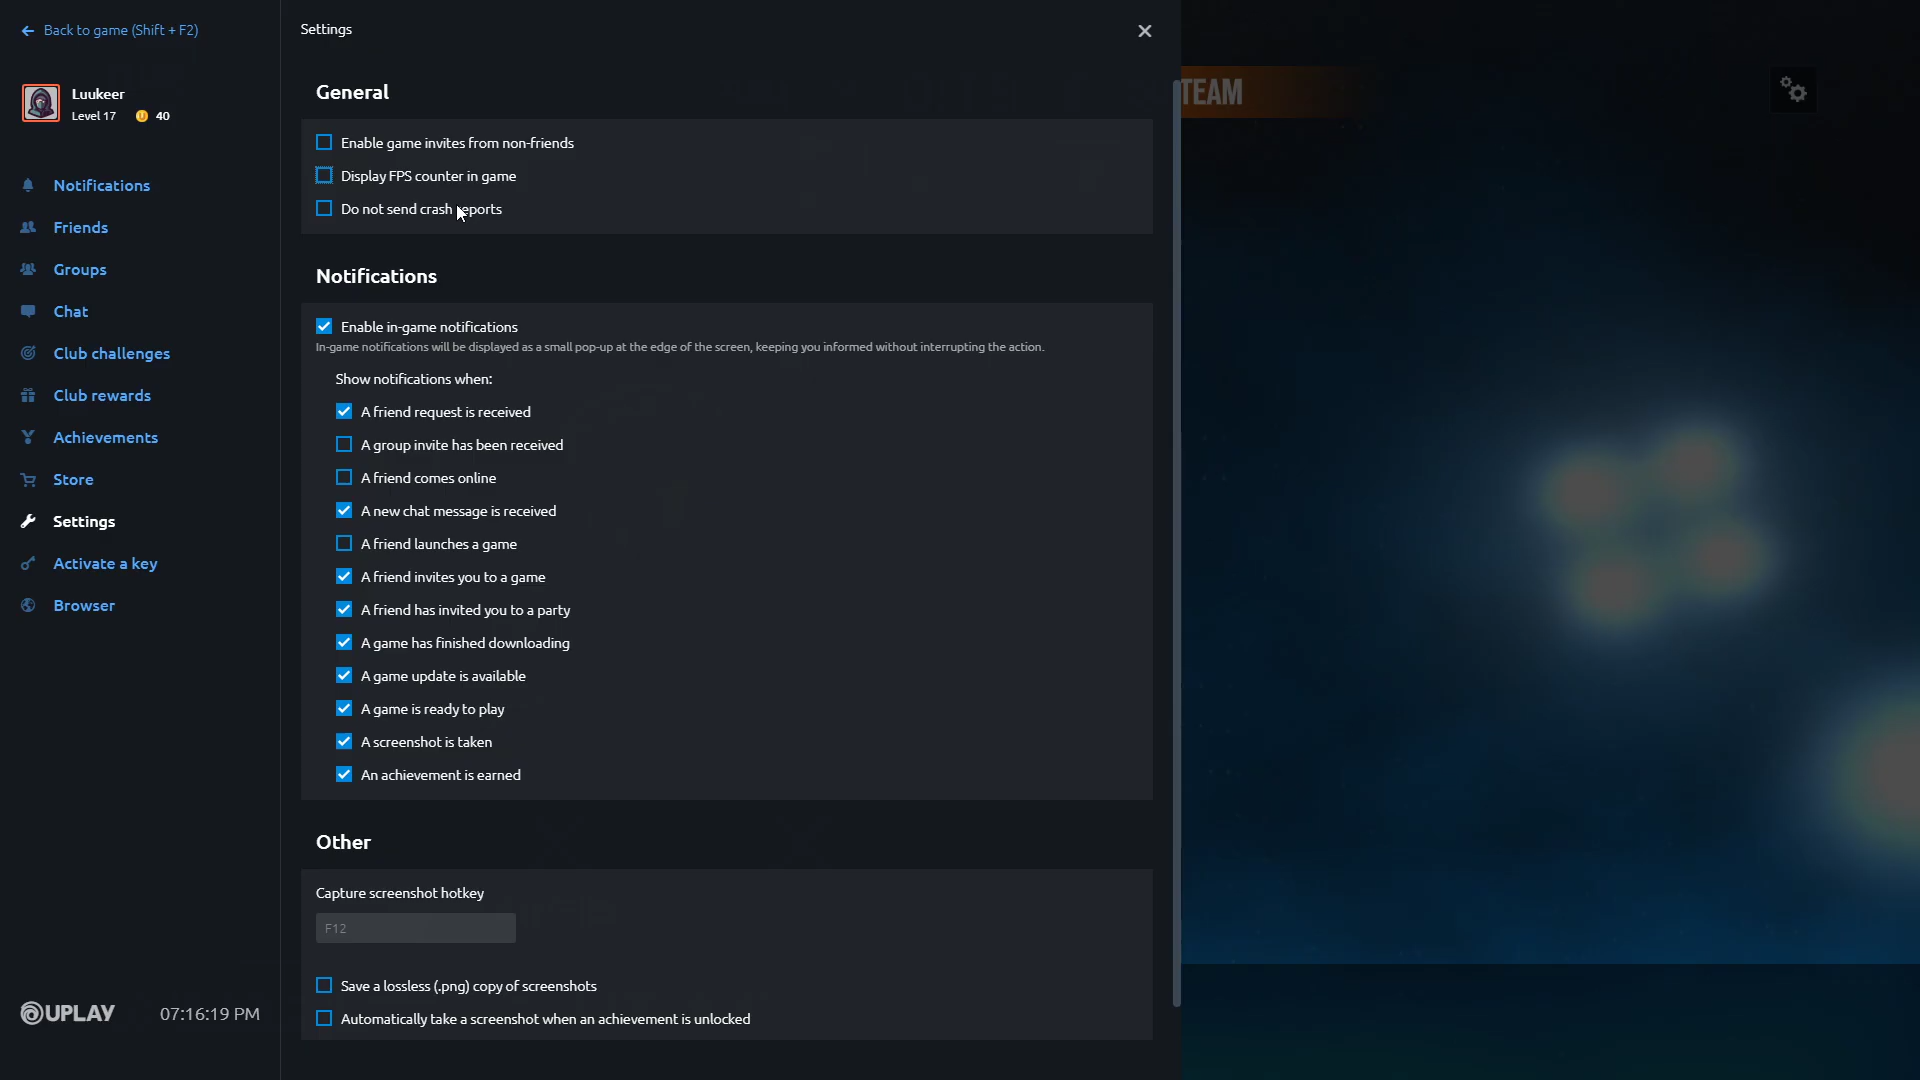 Back to game (Shift + F2)
Settings
Luukeer
Level 17 40
Notifications
Friends
Groups
Chat
Club challenges
Club rewards
Achievements
Store
Settings
Activate a key
Browser
UPLAY 07:16:19 PM
General
Enable game invites from non-friends
Display FPS counter in game
Do not send crash reports
Notifications
Enable in-game notifications
In-game notifications will be displayed as a small pop-up at the edge of the screen, keeping you informed without interrupting the action.
Show notifications when:
A friend request is received
A group invite has been received
A friend comes online
A new chat message is received
A friend launches a game
A friend invites you to a game
A friend has invited you to a party
A game has finished downloading
A game update is available
A game is ready to play
A screenshot is taken
An achievement is earned
Other
Capture screenshot hotkey
F12
Save a lossless (.png) copy of screenshots
Automatically take a screenshot when an achievement is unlocked
TEAM